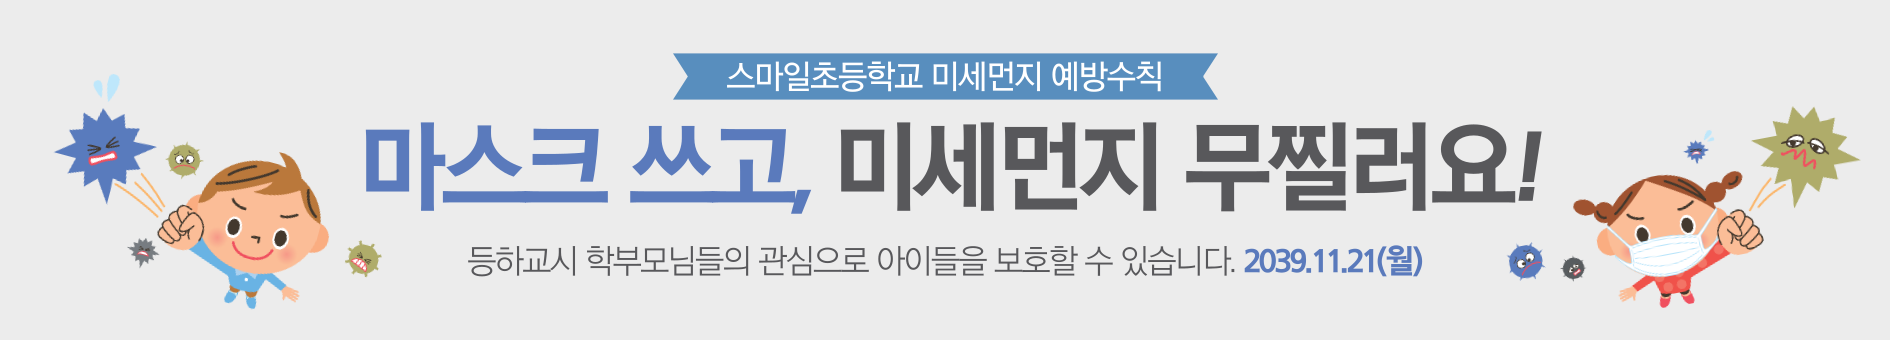 스마일초등학교 미세먼지 예방수칙
마스크 쓰고, 미세먼지 무찔러요!
등하교시 학부모님들의 관심으로 아이들을 보호할 수 있습니다. 2039.11.21(월)